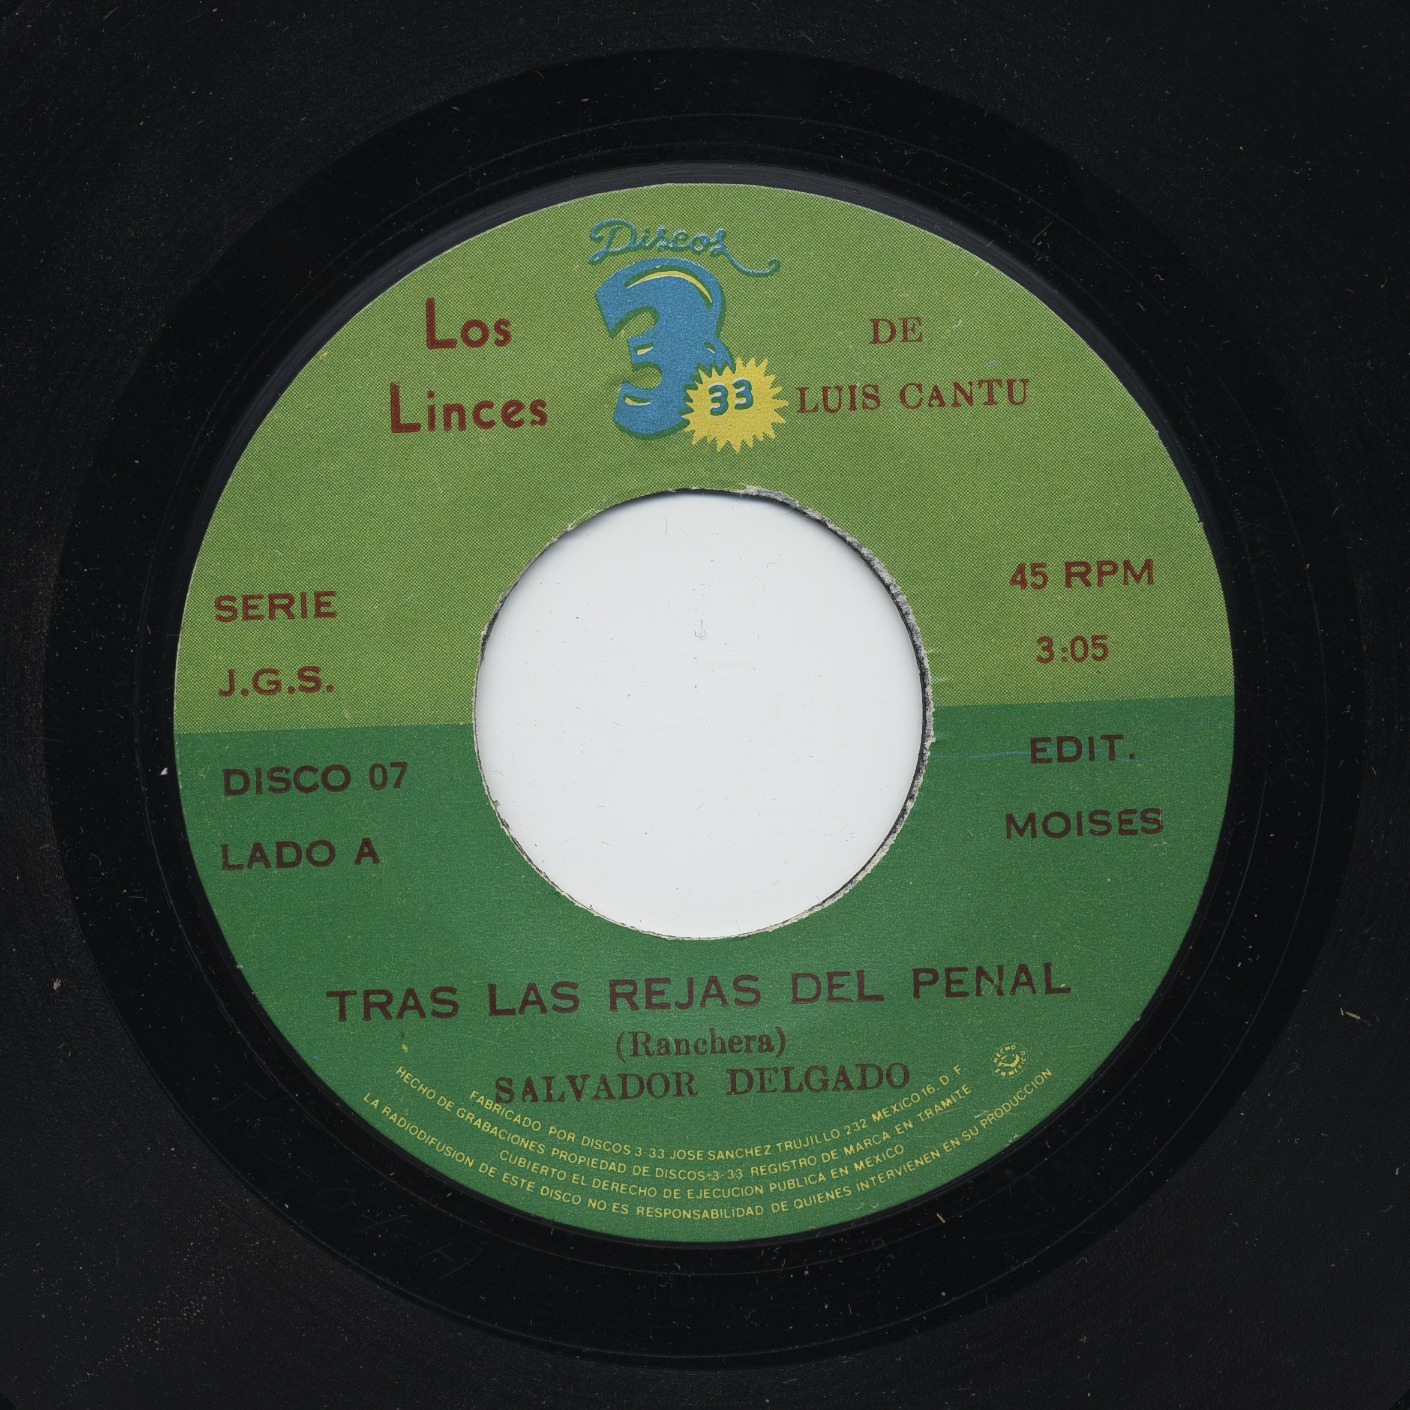 Discos
3
33
Los
Linces
DE
LUIS CANTU
SERIE
J.G.S.
45 RPM
3:05
DISCO 07
LADO A
EDIT.
MOISES
TRAS LAS REJAS DEL PENAL
(Ranchera)
SALVADOR DELGADO
FABRICADO POR DISCOS 3 33 JOSE SANCHEZ TRUJILLO 232 MEXICO 16, D F
HECHO DE GRABACIONES PROPIEDAD DE DISCOS 3 33 REGISTRO DE MARCA EN TRAMITE
CUBIERTO EL DERECHO DE EJECUCION PUBLICA EN MEXICO
LA RADIODIFUSION DE ESTE DISCO NO ES RESPONSABILIDAD DE QUIENES INTERVIENEN EN SU PRODUCCION
HECHO
MEXICO